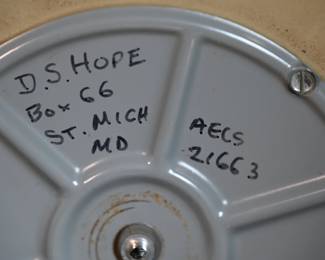 D.S. HOPE
Box 66
ST. MICH
MD
AECS
21663